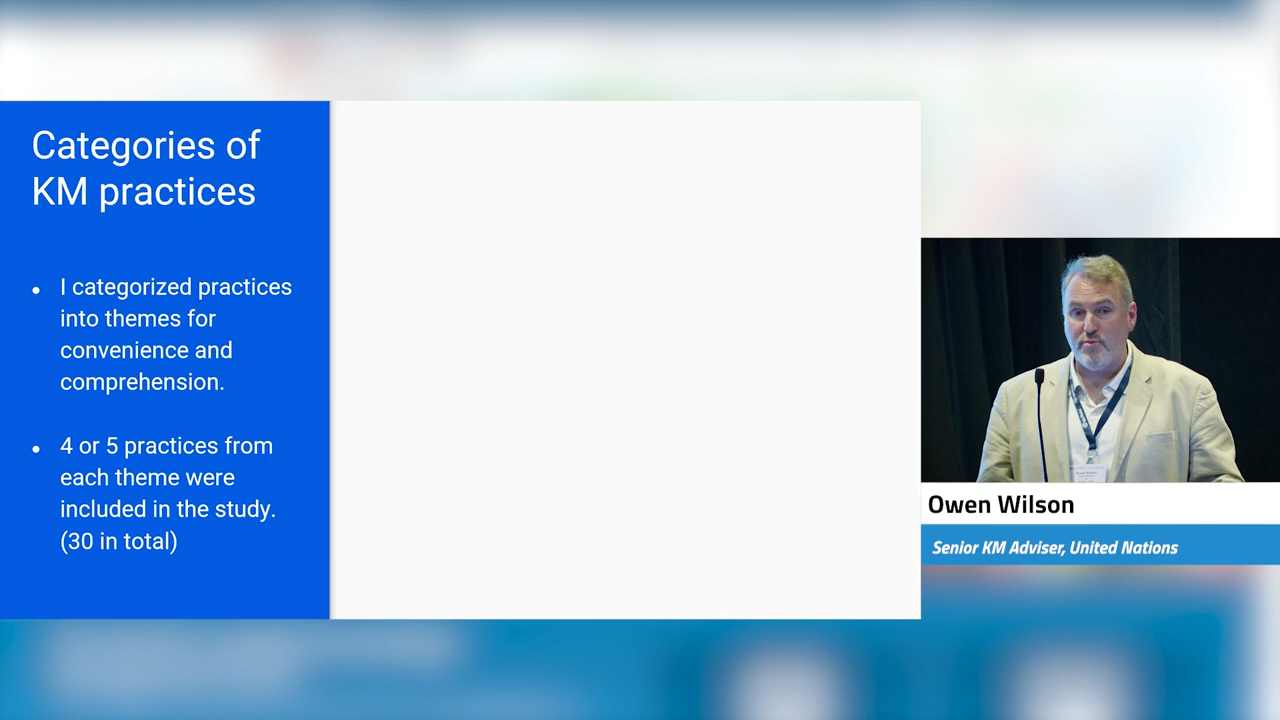 Categories of
KM practices
• I categorized practices
into themes for
convenience and
comprehension.
• 4 or 5 practices from
each theme were
included in the study.
(30 in total)
Owen Wilson
Senior KM Adviser, United Nations